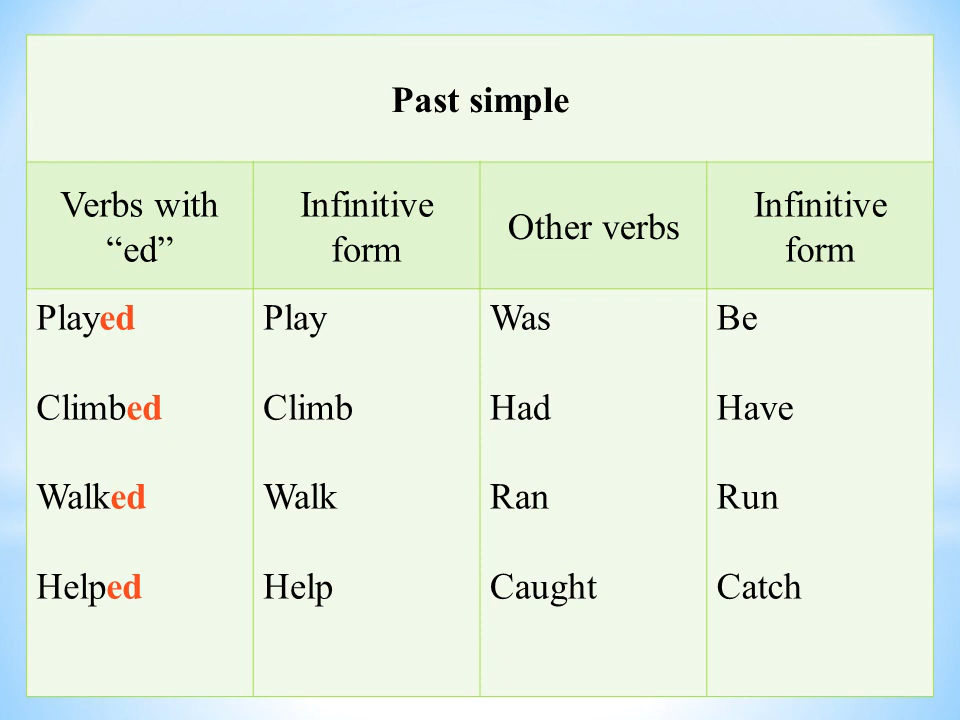 Past simple
Verbs with
“ed”
Infinitive
form
Other verbs
Infinitive
form
Played
Play
Was
Be
Climbed
Climb
Had
Have
Walked
Walk
Ran
Run
Helped
Help
Caught
Catch